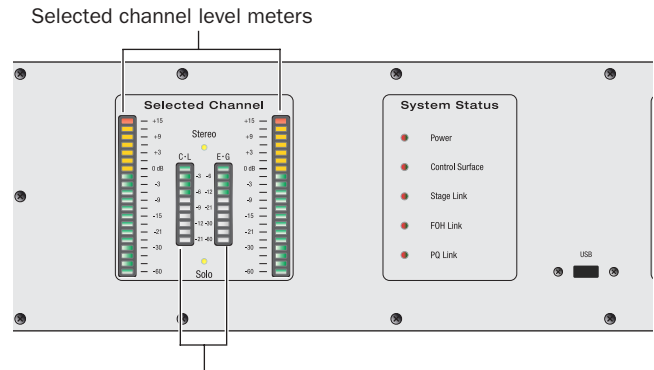 Selected channel level meters
Selected Channel
System Status
+15 +15
+9 Stereo +9
+3 +3
C-L E-G
0 dB 0 dB
-3 -3 -6 -3
-6 -12
-9 -9 -21 -9
-15 -12 -30 -15
-21 -21 -60 -21
-30 -30
-60 Solo -60
Power
Control Surface
Stage Link
FOH Link
PQ Link
USB